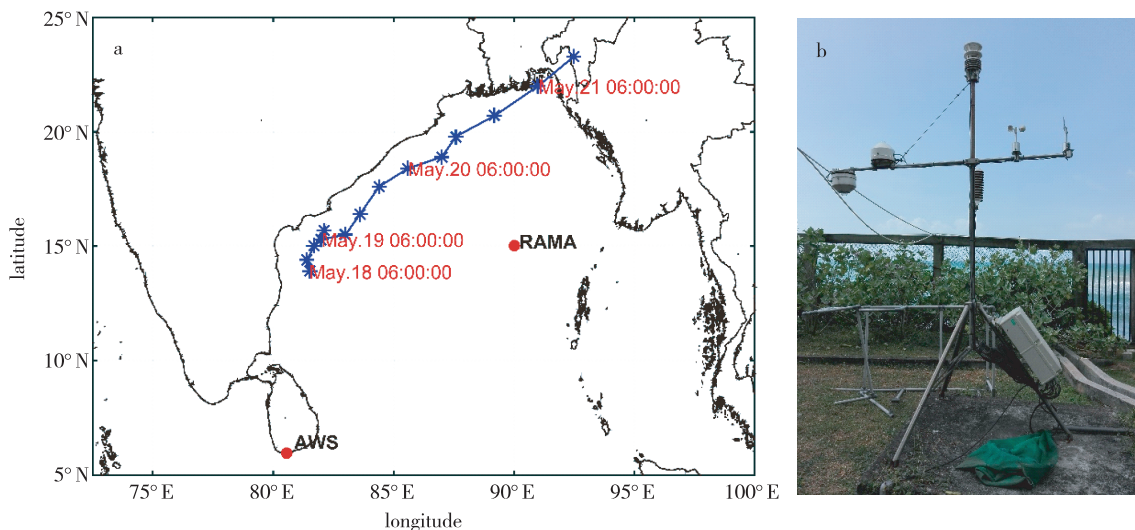 a
b
25° N
20° N
15° N
10° N
5° N
latitude
May.21 06:00:00
May.20 06:00:00
May.19 06:00:00
May.18 06:00:00
RAMA
AWS
75° E
80° E
85° E
90° E
95° E
100° E
longitude